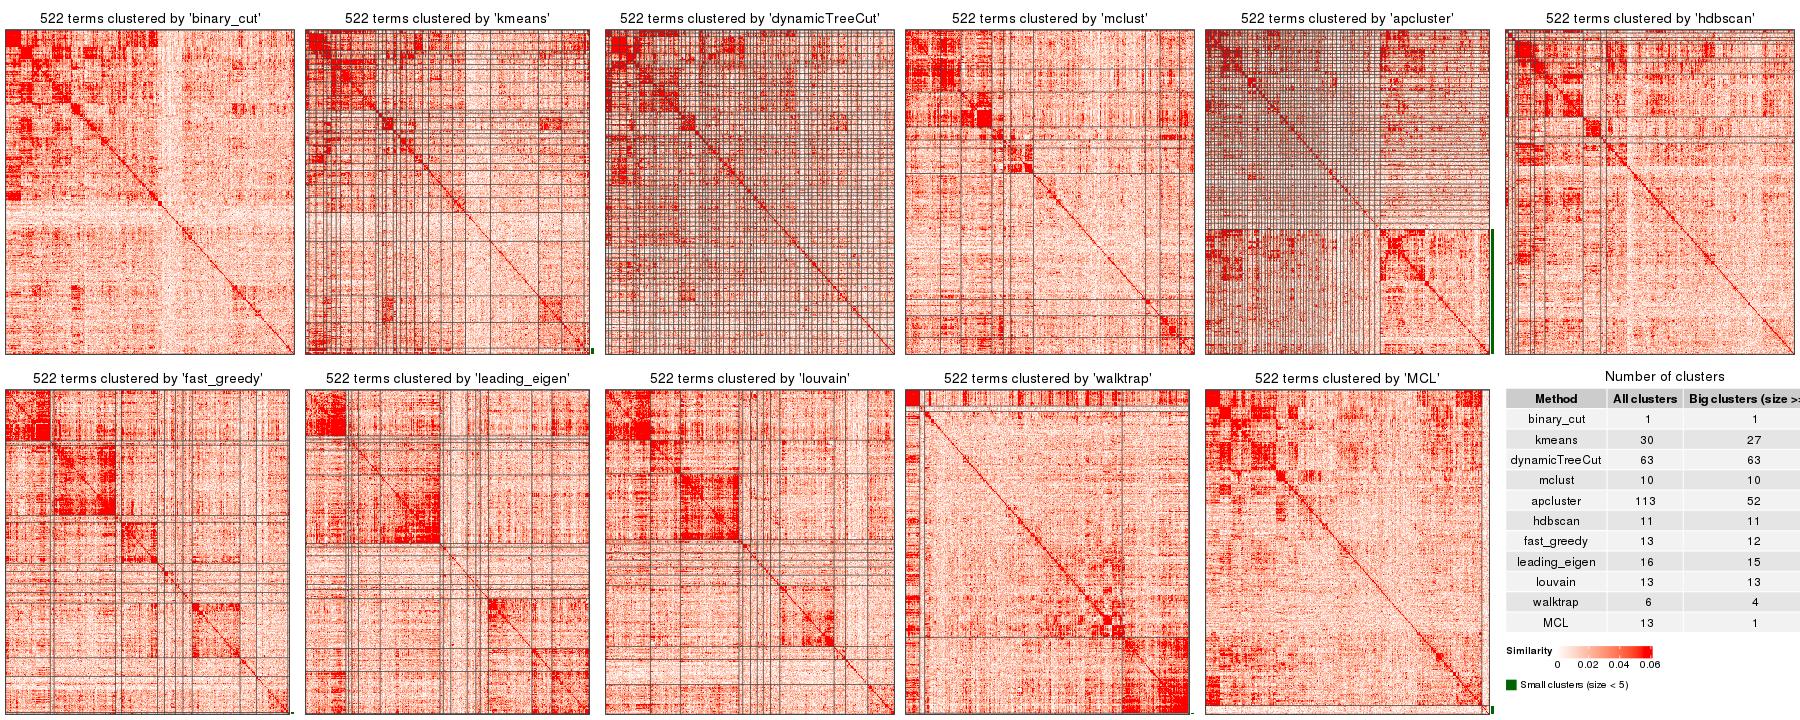 522 terms clustered by 'binary_cut'
522 terms clustered by 'kmeans'
522 terms clustered by 'dynamicTreeCut'
522 terms clustered by 'mclust'
522 terms clustered by 'apcluster'
522 terms clustered by 'hdbscan'
522 terms clustered by 'fast_greedy'
522 terms clustered by 'leading_eigen'
522 terms clustered by 'louvain'
522 terms clustered by 'walktrap'
522 terms clustered by 'MCL'
Number of clusters
Method All clusters Big clusters (size >=
binary_cut 1 1
kmeans 30 27
dynamicTreeCut 63 63
mclust 10 10
apcluster 113 52
hdbscan 11 11
fast_greedy 13 12
leading_eigen 16 15
louvain 13 13
walktrap 6 4
MCL 13 1
Similarity
0 0.02 0.04 0.06
Small clusters (size < 5)